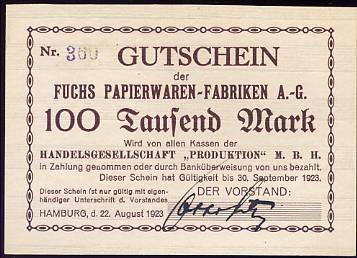 Nr. 360
GUTSCHEIN
der
FUCHS PAPIERWAREN-FABRIKEN A.-G.
100 Tausend Mark
Wird von allen Kassen der
HANDELSGESELLSCHAFT „PRODUKTION" M. B. H.
in Zahlung genommen oder durch Banküberweisung von uns bezahlt.
Dieser Schein hat Gültigkeit bis 30. September 1923.
Dieser Schein ist nur gültig mit eigen-
händiger Unterschrift d. Vorstandes
DER VORSTAND:
HAMBURG, d. 22. August 1923